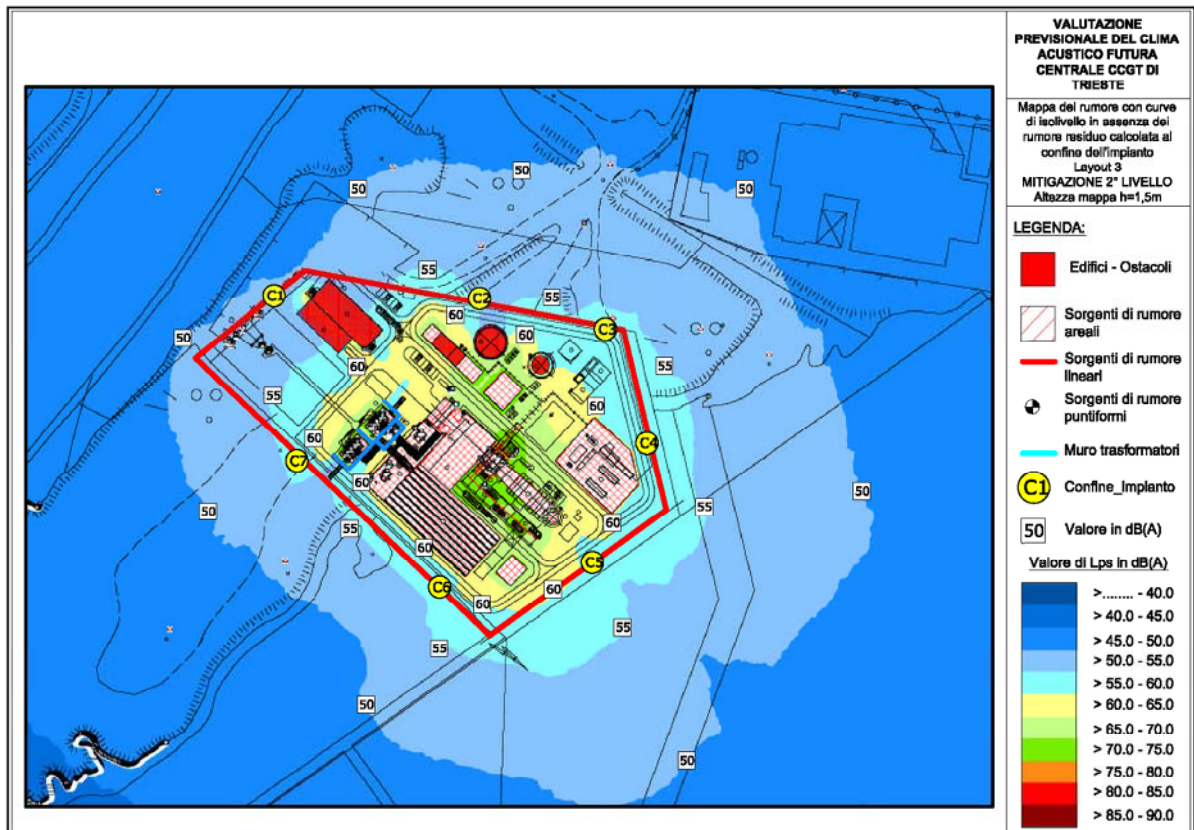 VALUTAZIONE
PREVISIONALE DEL CLIMA
ACUSTICO FUTURA
CENTRALE CCGT DI
TRIESTE
Mappa del rumore con curve
di isolivello in assenza del
rumore residuo calcolata al
confine dell'impianto
Layout 3
MITIGAZIONE 2° LIVELLO
Altezza mappa h=1,5m
LEGENDA:
Edifici - Ostacoli
Sorgenti di rumore
areali
Sorgenti di rumore
lineari
Sorgenti di rumore
puntiformi
Muro trasformatori
C1 Confine_Impianto
50 Valore in dB(A)
Valore di Lps in dB(A)
>........ - 40.0
> 40.0 - 45.0
> 45.0 - 50.0
> 50.0 - 55.0
> 55.0 - 60.0
> 60.0 - 65.0
> 65.0 - 70.0
> 70.0 - 75.0
> 75.0 - 80.0
> 80.0 - 85.0
> 85.0 - 90.0
50
50
50
55
C1
C2
55
60
60
C3
50
60
55
55
60
60
C4
C7
60
50
55
55
50
60
60
C5
C6
60
60
55
55
50
50